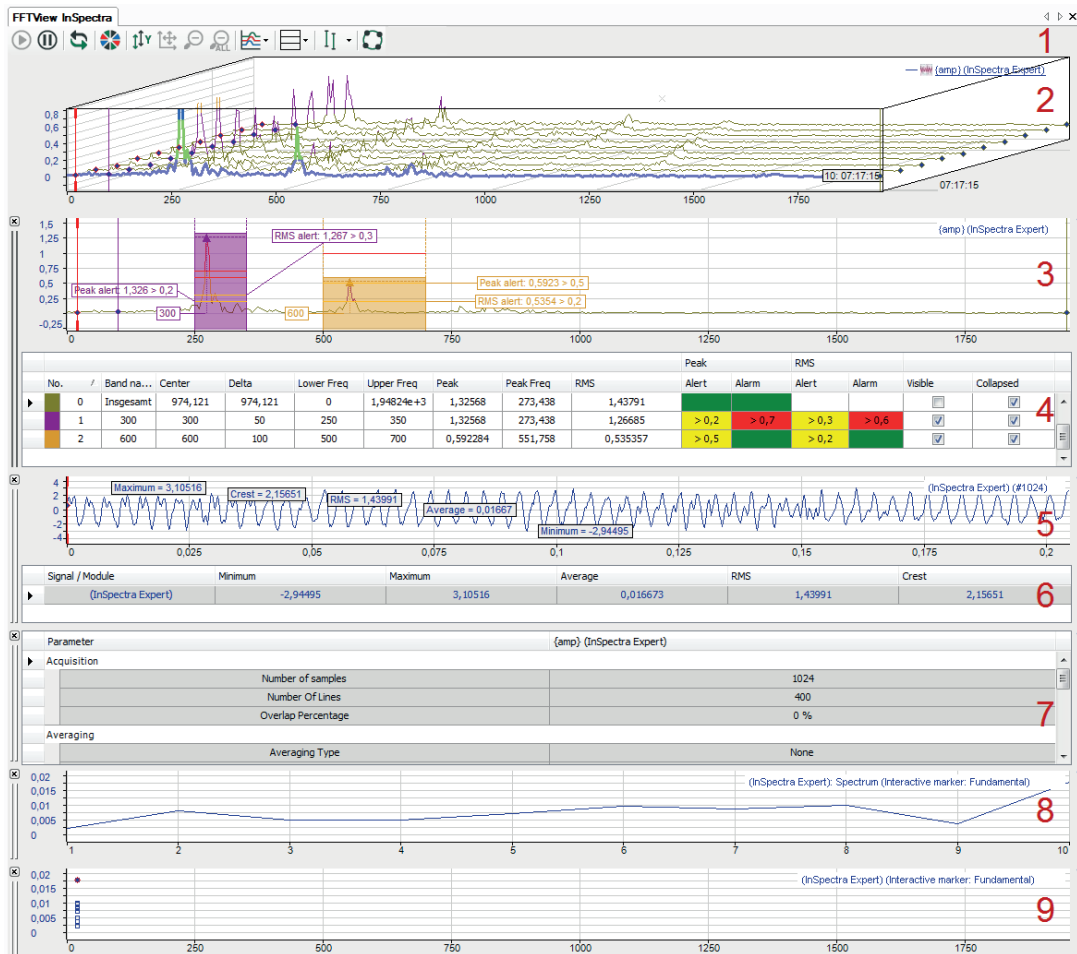 FFTView InSpectra
ALL
1
{amp} (InSpectra Expert)
2
0,8
0,6
0,4
0,2
0
10: 07:17:15
07:17:15
0 250 500 750 1000 1250 1500 1750
{amp} (InSpectra Expert)
1,5
1,25
1
0,75
0,5
0,25
-0,25
RMS alert: 1,267 > 0,3
Peak alert: 1,326 > 0,2
Peak alert: 0,5923 > 0,5
RMS alert: 0,5354 > 0,2
300
600
3
0 250 500 750 1000 1250 1500 1750
Peak RMS
No. / Band na... Center Delta Lower Freq Upper Freq Peak Peak Freq RMS Alert Alarm Alert Alarm Visible Collapsed
0 Insgesamt 974,121 974,121 0 1,94824e+3 1,32568 273,438 1,43791
1 300 300 50 250 350 1,32568 273,438 1,26685 > 0,2 > 0,7 > 0,3 > 0,6
2 600 600 100 500 700 0,592284 551,758 0,535357 > 0,5 > 0,2
4
4
2
0
-2
-4
Maximum = 3,10516
Crest = 2,15651
RMS = 1,43991
Average = 0,01667
Minimum = -2,94495
(InSpectra Expert) (#1024)
5
0 0,025 0,05 0,075 0,1 0,125 0,15 0,175 0,2
Signal / Module Minimum Maximum Average RMS Crest
(InSpectra Expert) -2,94495 3,10516 0,016673 1,43991 2,15651
6
Parameter {amp} (InSpectra Expert)
Acquisition
Number of samples 1024
Number Of Lines 400
Overlap Percentage 0 %
7
Averaging
Averaging Type None
(InSpectra Expert): Spectrum (Interactive marker: Fundamental)
0,02
0,015
0,01
0,005
0
8
1 2 3 4 5 6 7 8 9 10
(InSpectra Expert) (Interactive marker: Fundamental)
0,02
0,015
0,01
0,005
0
9
0 250 500 750 1000 1250 1500 1750